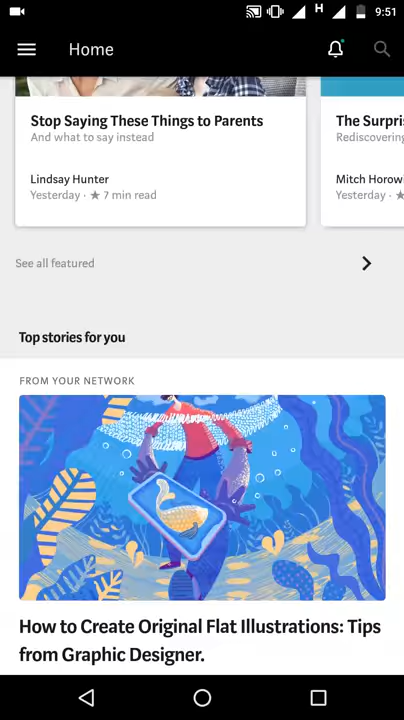 H 9:51
Home
Stop Saying These Things to Parents
And what to say instead
Lindsay Hunter
Yesterday · ★ 7 min read
The Surpri
Rediscovering
Mitch Horow
Yesterday · ★
See all featured
Top stories for you
FROM YOUR NETWORK
How to Create Original Flat Illustrations: Tips
from Graphic Designer.